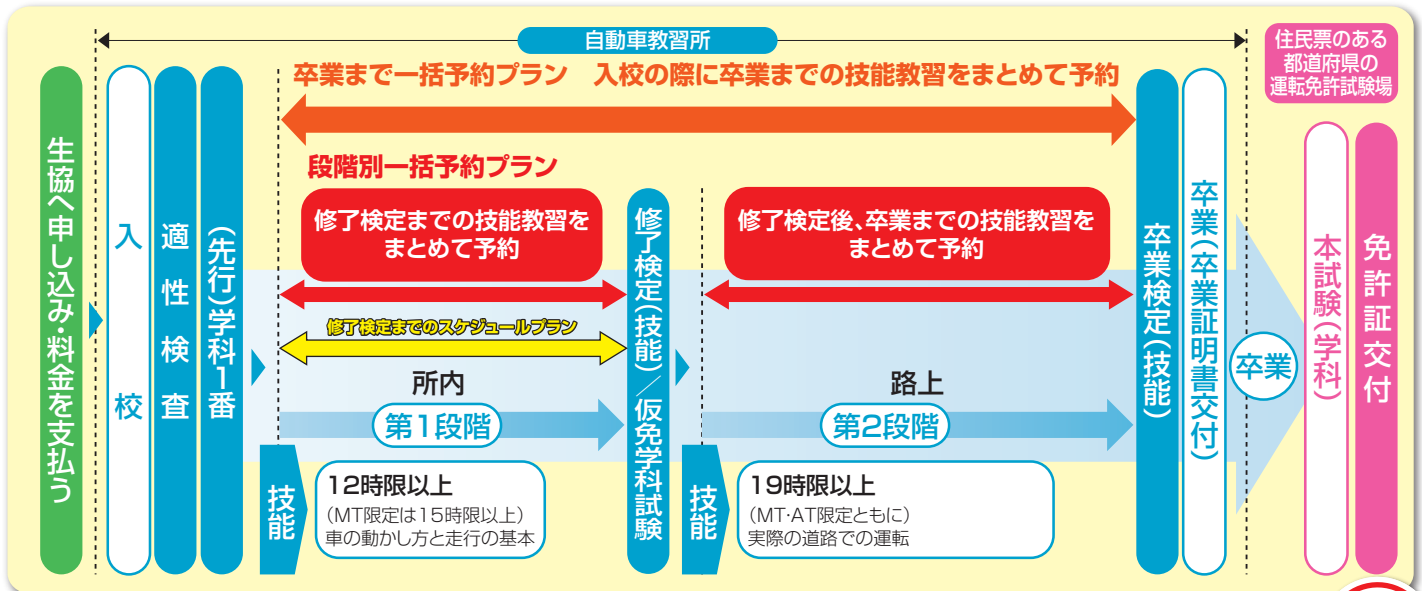 自動車教習所
住民票のある
都道府県の
運転免許試験場
卒業まで一括予約プラン 入校の際に卒業までの技能教習をまとめて予約
生協へ申し込み・料金を支払う
入校
適性検査
(先行)学科1番
段階別一括予約プラン
修了検定までの技能教習を
まとめて予約
修了検定までのスケジュールプラン
所内
第1段階
技能
12時限以上
(MT限定は15時限以上)
車の動かし方と走行の基本
修了検定(技能)/仮免学科試験
修了検定後、卒業までの技能教習を
まとめて予約
路上
第2段階
技能
19時限以上
(MT・AT限定ともに)
実際の道路での運転
卒業検定(技能)
卒業(卒業証明書交付)
卒業
本試験(学科)
免許証交付